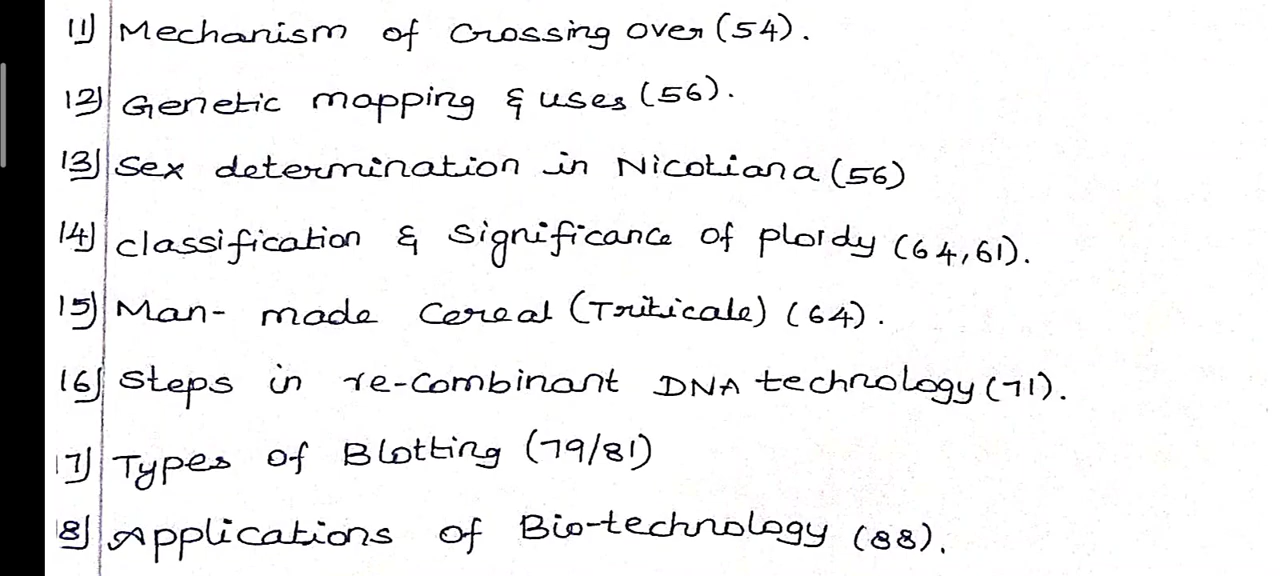 11) Mechanism of Crossing over (54).
12) Genetic mapping & uses (56).
13) Sex determination in Nicotiana (56)
14) classification & Significance of ploidy (64,61).
15) Man-made Cereal (Triticale) (64).
16) Steps in re-combinant DNA technology (71).
17) Types of Blotting (79/81)
18) Applications of Bio-technology (88).